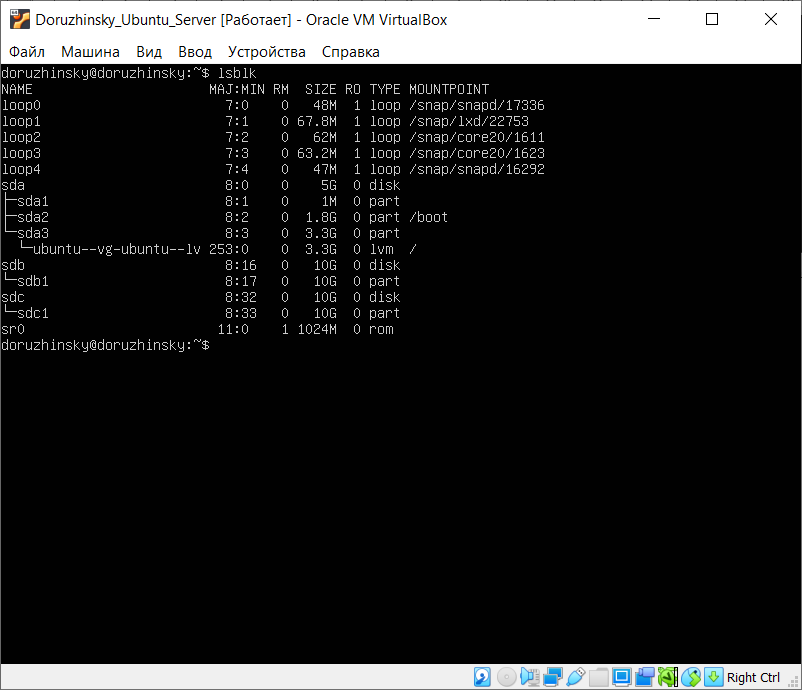 Doruzhinsky_Ubuntu_Server [Работает] - Oracle VM VirtualBox
Файл Машина Вид Ввод Устройства Справка
doruzhinsky@doruzhinsky:~$ lsblk
NAME MAJ:MIN RM SIZE RO TYPE MOUNTPOINT
loop0 7:0 0 48M 1 loop /snap/snapd/17336
loop1 7:1 0 67.8M 1 loop /snap/lxd/22753
loop2 7:2 0 62M 1 loop /snap/core20/1611
loop3 7:3 0 63.2M 1 loop /snap/core20/1623
loop4 7:4 0 47M 1 loop /snap/snapd/16292
sda 8:0 0 5G 0 disk
├─sda1 8:1 0 1M 0 part
├─sda2 8:2 0 1.8G 0 part /boot
└─sda3 8:3 0 3.3G 0 part
  └─ubuntu--vg-ubuntu--lv 253:0 0 3.3G 0 lvm /
sdb 8:16 0 10G 0 disk
└─sdb1 8:17 0 10G 0 part
sdc 8:32 0 10G 0 disk
└─sdc1 8:33 0 10G 0 part
sr0 11:0 1 1024M 0 rom
doruzhinsky@doruzhinsky:~$
Right Ctrl